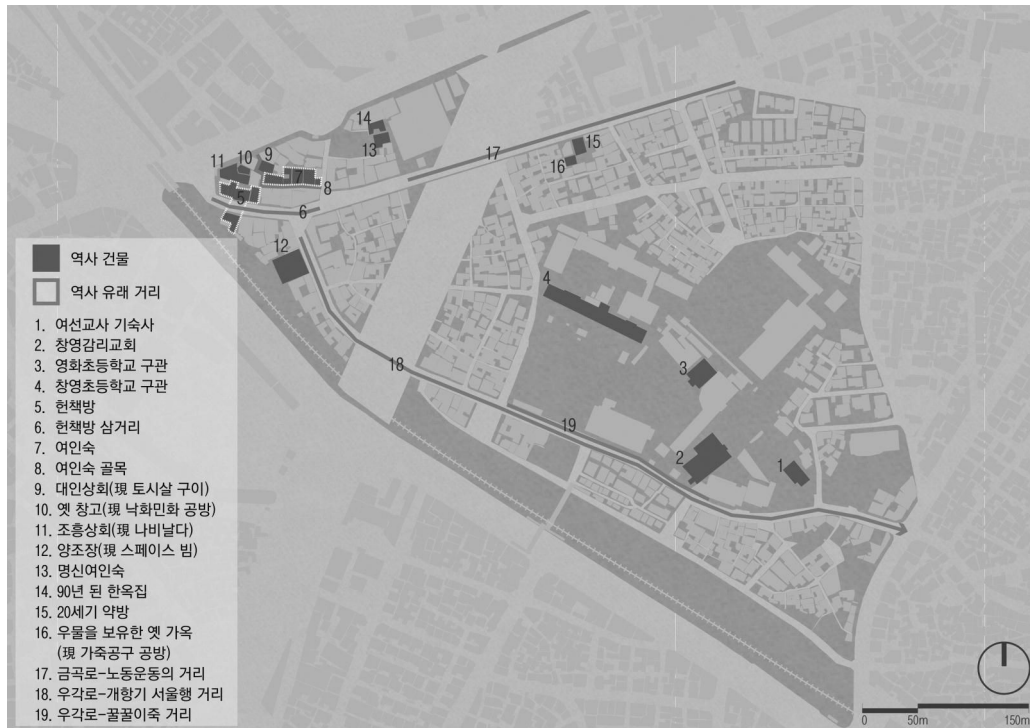 14
13
15
16
17
9
10
11
7
8
5
6
12
4
3
18
19
2
1
역사 건물
역사 유래 거리
1. 여선교사 기숙사
2. 창영감리교회
3. 영화초등학교 구관
4. 창영초등학교 구관
5. 헌책방
6. 헌책방 삼거리
7. 여인숙
8. 여인숙 골목
9. 대인상회(現 토시살 구이)
10. 옛 창고(現 낙화민화 공방)
11. 조흥상회(現 나비날다)
12. 양조장(現 스페이스 빔)
13. 명신여인숙
14. 90년 된 한옥집
15. 20세기 약방
16. 우물을 보유한 옛 가옥
(現 가죽공구 공방)
17. 금곡로-노동운동의 거리
18. 우각로-개항기 서울행 거리
19. 우각로-꿀꿀이죽 거리
0 50m 150m